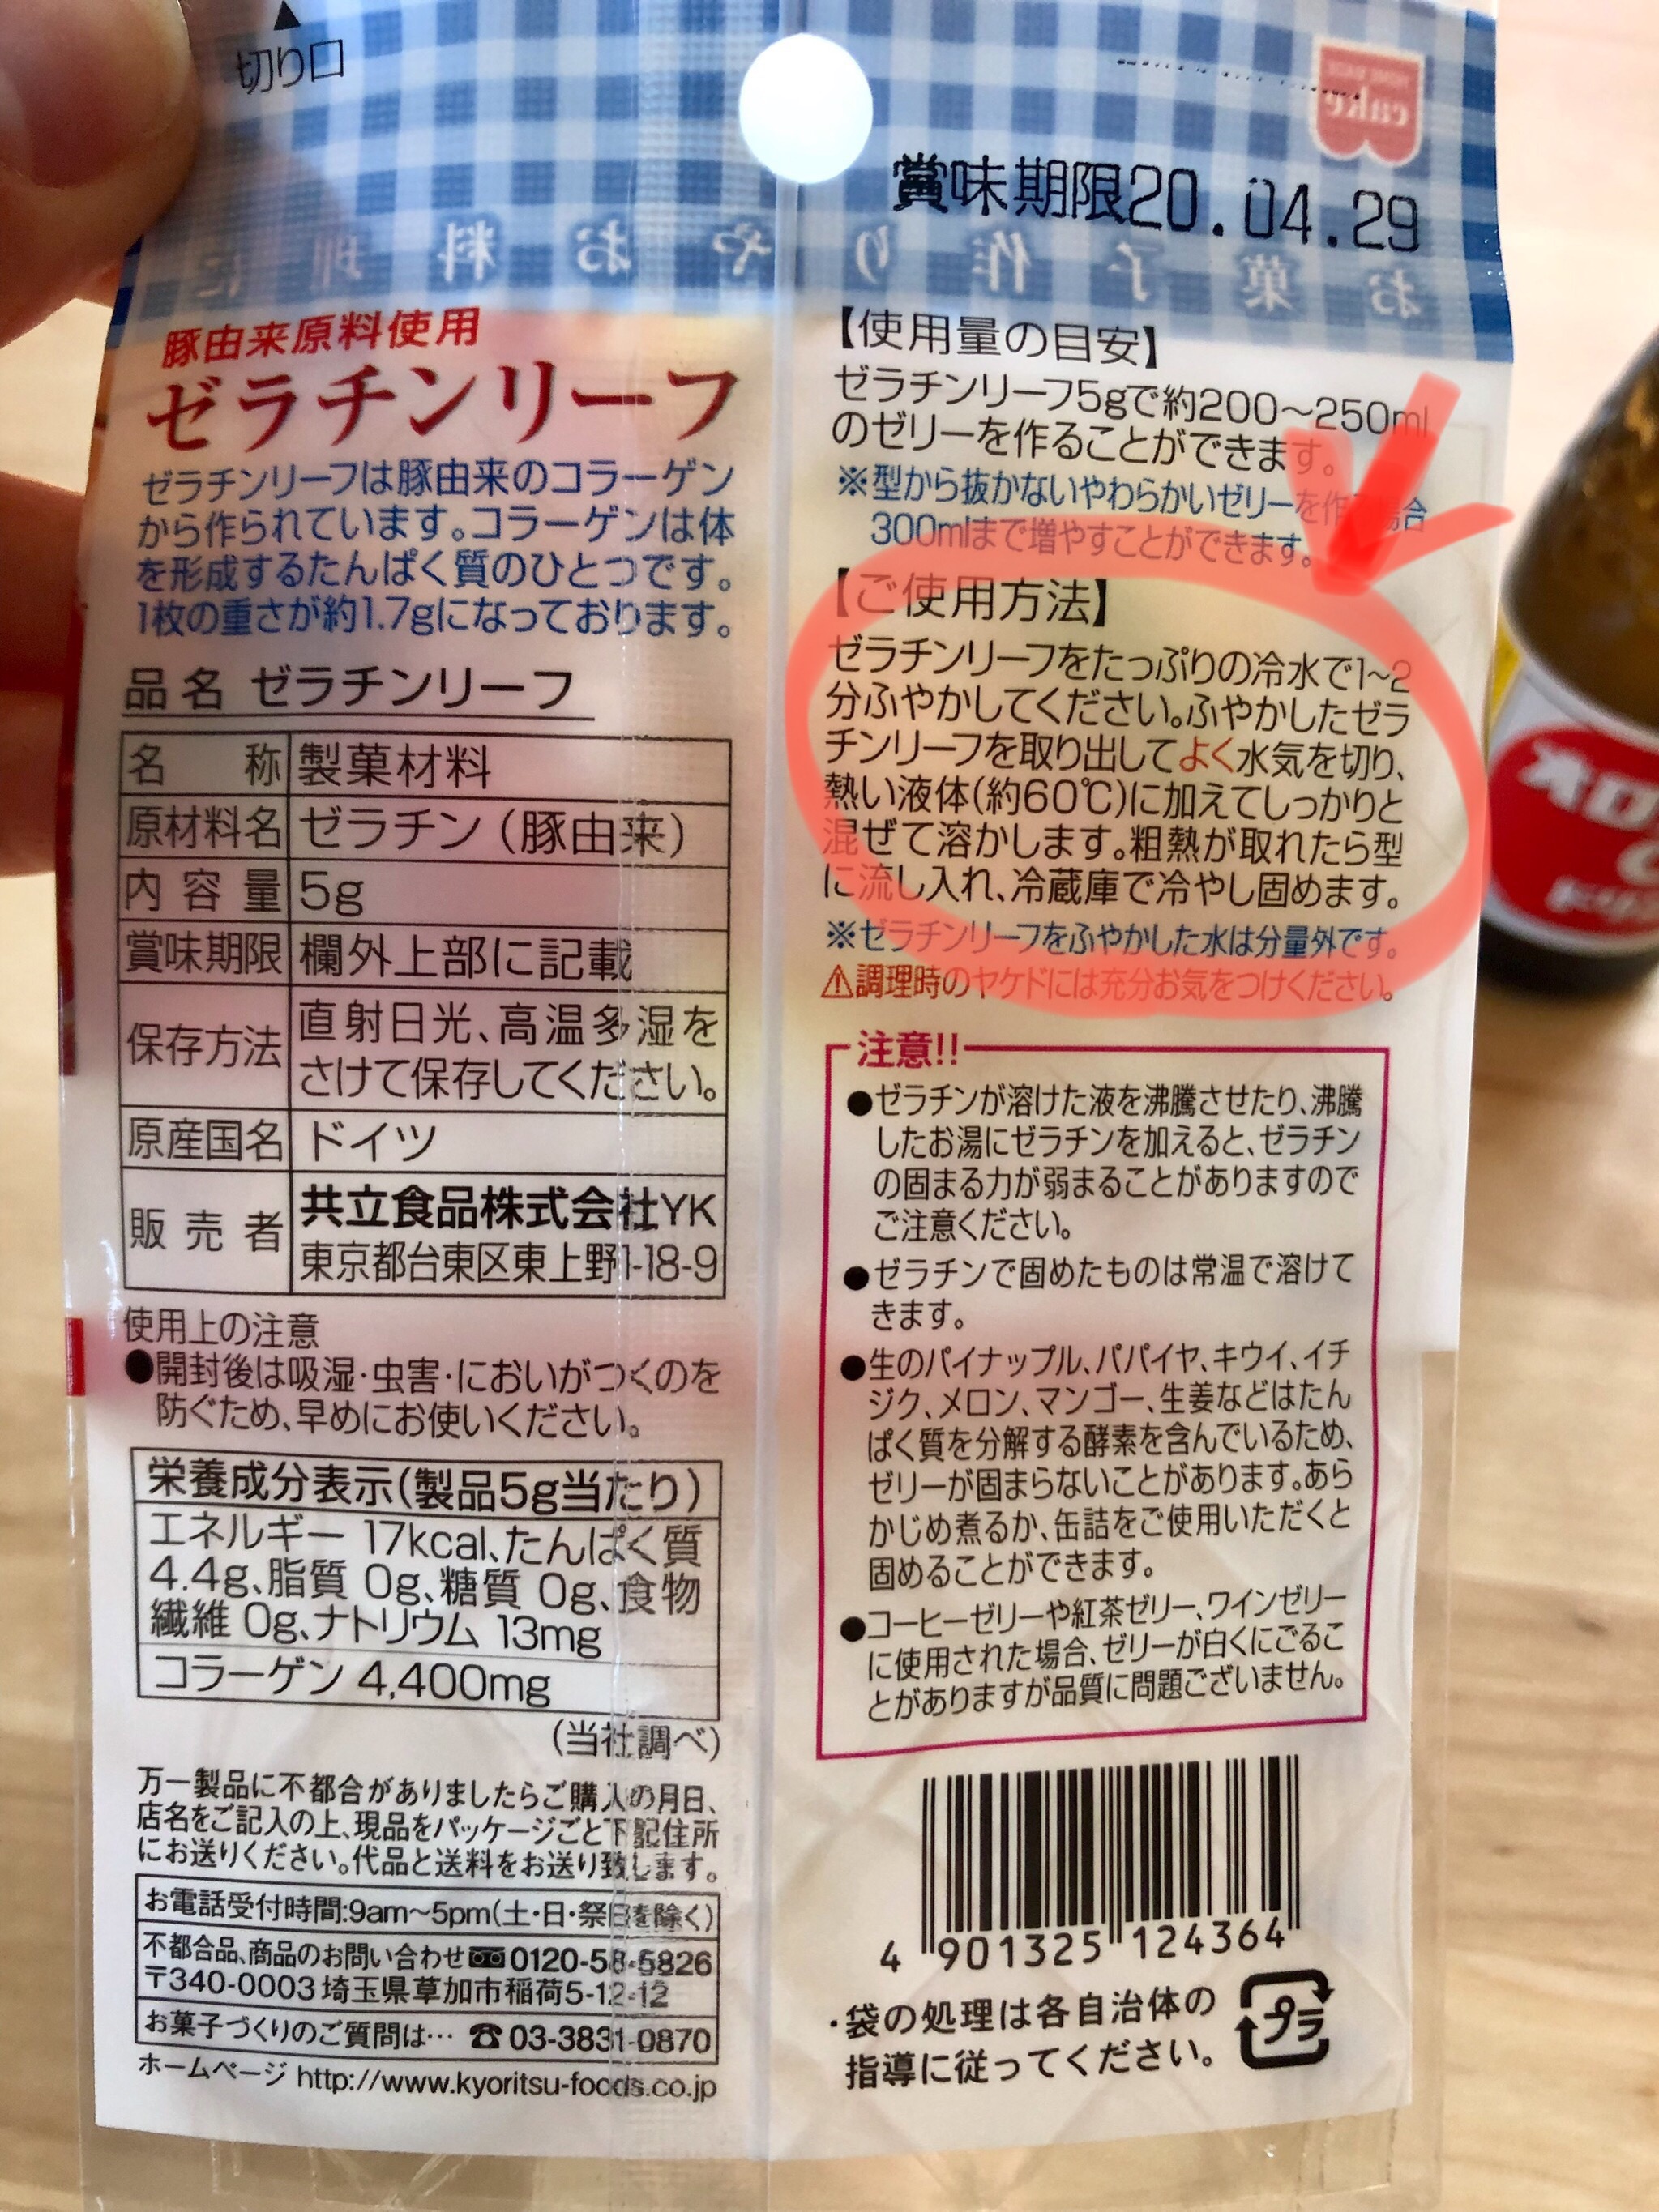 切り口
賞味期限20.04.29
豚由来原料使用
ゼラチンリーフ
ゼラチンリーフは豚由来のコラーゲン
から作られています。コラーゲンは体
を形成するたんぱく質のひとつです。
1枚の重さが約1.7gになっております。
品名 ゼラチンリーフ
名称 製菓材料
原材料名 ゼラチン(豚由来)
内容量 5g
賞味期限 欄外上部に記載
保存方法 直射日光、高温多湿を
さけて保存してください。
原産国名 ドイツ
販売者 共立食品株式会社YK
東京都台東区東上野1-18-9
使用上の注意
●開封後は吸湿・虫害・においがつくのを
防ぐため、早めにお使いください。
栄養成分表示(製品5g当たり)
エネルギー 17kcal、たんぱく質
4.4g、脂質 0g、糖質 0g、食物
繊維 0g、ナトリウム 13mg
コラーゲン 4,400mg
(当社調べ)
万一製品に不都合がありましたらご購入の月日、
店名をご記入の上、現品をパッケージごと下記住所
にお送りください。代品と送料をお送り致します。
お電話受付時間:9am〜5pm(土・日・祭日を除く)
不都合品、商品のお問い合わせ 0120-58-5826
〒340-0003 埼玉県草加市稲荷5-12-12
お菓子づくりのご質問は… ☎03-3831-0870
ホームページ http://www.kyoritsu-foods.co.jp
【使用量の目安】
ゼラチンリーフ5gで約200〜250ml
のゼリーを作ることができます。
※型から抜かないやわらかいゼリーを作る場合
300mlまで増やすことができます。
【ご使用方法】
ゼラチンリーフをたっぷりの冷水で1~2
分ふやかしてください。ふやかしたゼラ
チンリーフを取り出してよく水気を切り、
熱い液体(約60℃)に加えてしっかりと
混ぜて溶かします。粗熱が取れたら型
に流し入れ、冷蔵庫で冷やし固めます。
※ゼラチンリーフをふやかした水は分量外です。
⚠調理時のヤケドには充分お気をつけください。
注意!!
●ゼラチンが溶けた液を沸騰させたり、沸騰
したお湯にゼラチンを加えると、ゼラチン
の固まる力が弱まることがありますので
ご注意ください。
●ゼラチンで固めたものは常温で溶けて
きます。
●生のパイナップル、パパイヤ、キウイ、イチ
ジク、メロン、マンゴー、生姜などはたん
ぱく質を分解する酵素を含んでいるため、
ゼリーが固まらないことがあります。あら
かじめ煮るか、缶詰をご使用いただくと
固めることができます。
●コーヒーゼリーや紅茶ゼリー、ワインゼリー
に使用された場合、ゼリーが白くにごるこ
とがありますが品質に問題ございません。
4 901325 124364
・袋の処理は各自治体の
指導に従ってください。
プラ
お菓子作りやお料理に
HOME MADE
cake